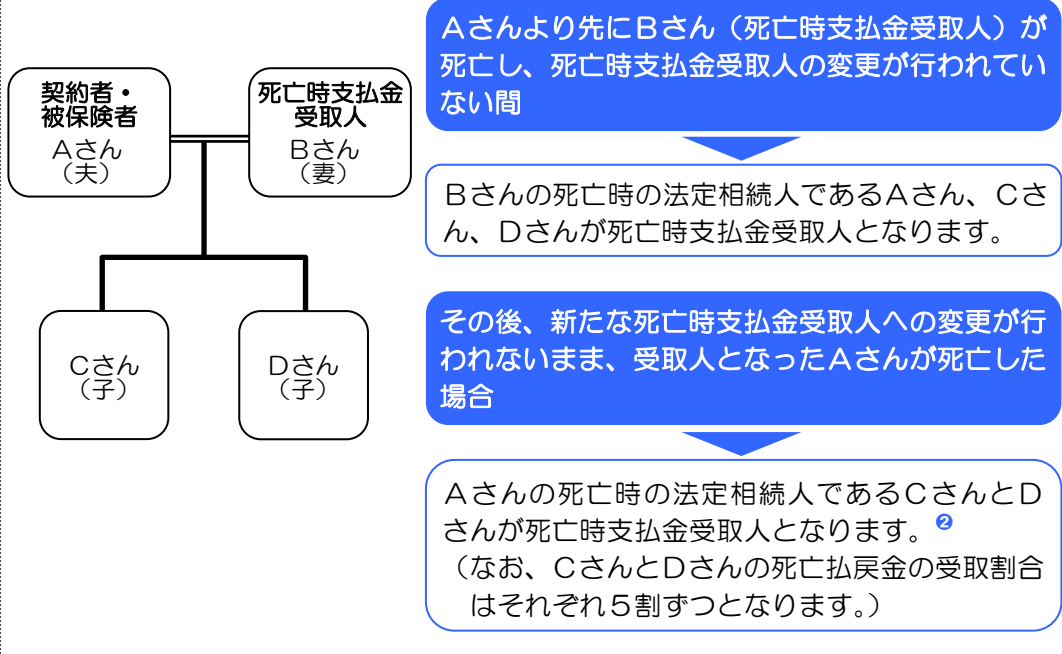 契約者・
被保険者
Aさん
（夫）
死亡時支払金
受取人
Bさん
（妻）
Cさん
（子）
Dさん
（子）
Aさんより先にBさん（死亡時支払金受取人）が
死亡し、死亡時支払金受取人の変更が行われてい
ない間
Bさんの死亡時の法定相続人であるAさん、Cさ
ん、Dさんが死亡時支払金受取人となります。
その後、新たな死亡時支払金受取人への変更が行
われないまま、受取人となったAさんが死亡した
場合
Aさんの死亡時の法定相続人であるCさんとD
さんが死亡時支払金受取人となります。❷
（なお、CさんとDさんの死亡払戻金の受取割合
はそれぞれ５割ずつとなります。）